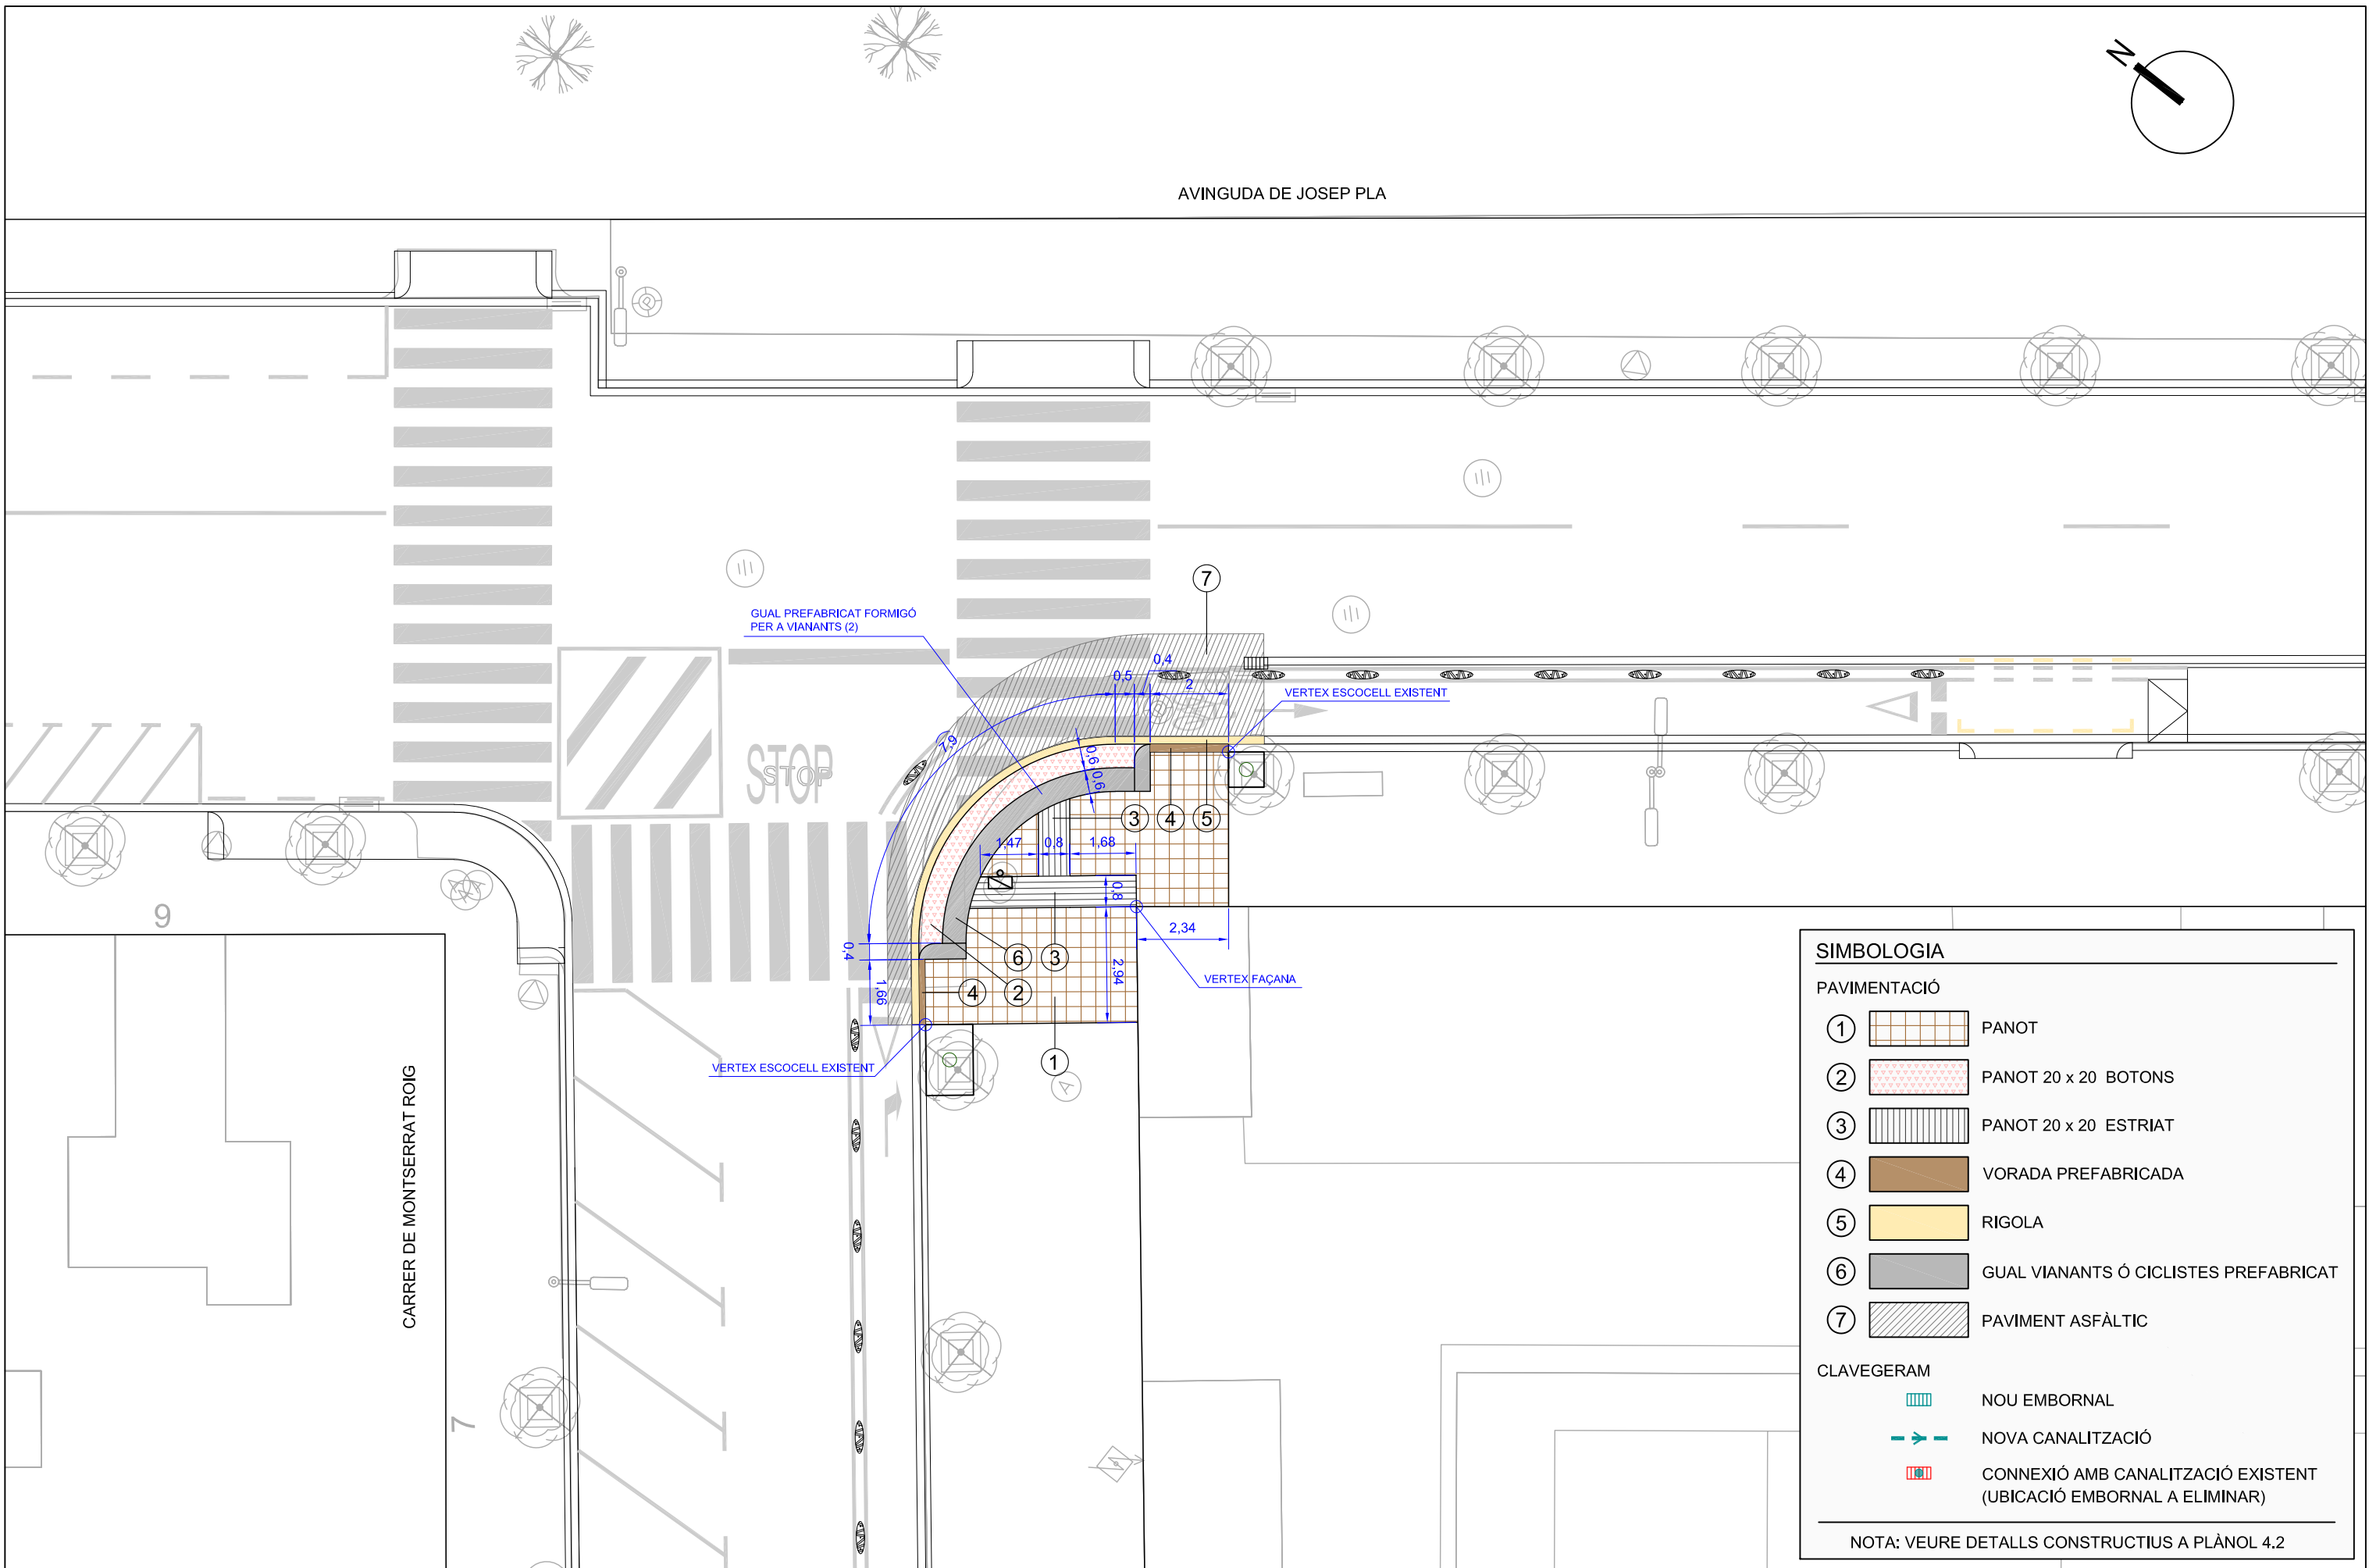 N
AVINGUDA DE JOSEP PLA
P
7
GUAL PREFABRICAT FORMIGÓ
PER A VIANANTS (2)
0,4
0,5
2
VERTEX ESCOCELL EXISTENT
7,9
0,6
0,6
STOP
STOP
3
4
5
1,47
0,8
1,68
0,8
9
2,34
0,4
6
3
2,94
VERTEX FAÇANA
1,66
4
2
VERTEX ESCOCELL EXISTENT
1
A
CARRER DE MONTSERRAT ROIG
7
SIMBOLOGIA
PAVIMENTACIÓ
1 PANOT
2 PANOT 20 x 20 BOTONS
3 PANOT 20 x 20 ESTRIAT
4 VORADA PREFABRICADA
5 RIGOLA
6 GUAL VIANANTS Ó CICLISTES PREFABRICAT
7 PAVIMENT ASFÀLTIC
CLAVEGERAM
NOU EMBORNAL
NOVA CANALITZACIÓ
CONNEXIÓ AMB CANALITZACIÓ EXISTENT
(UBICACIÓ EMBORNAL A ELIMINAR)
NOTA: VEURE DETALLS CONSTRUCTIUS A PLÀNOL 4.2